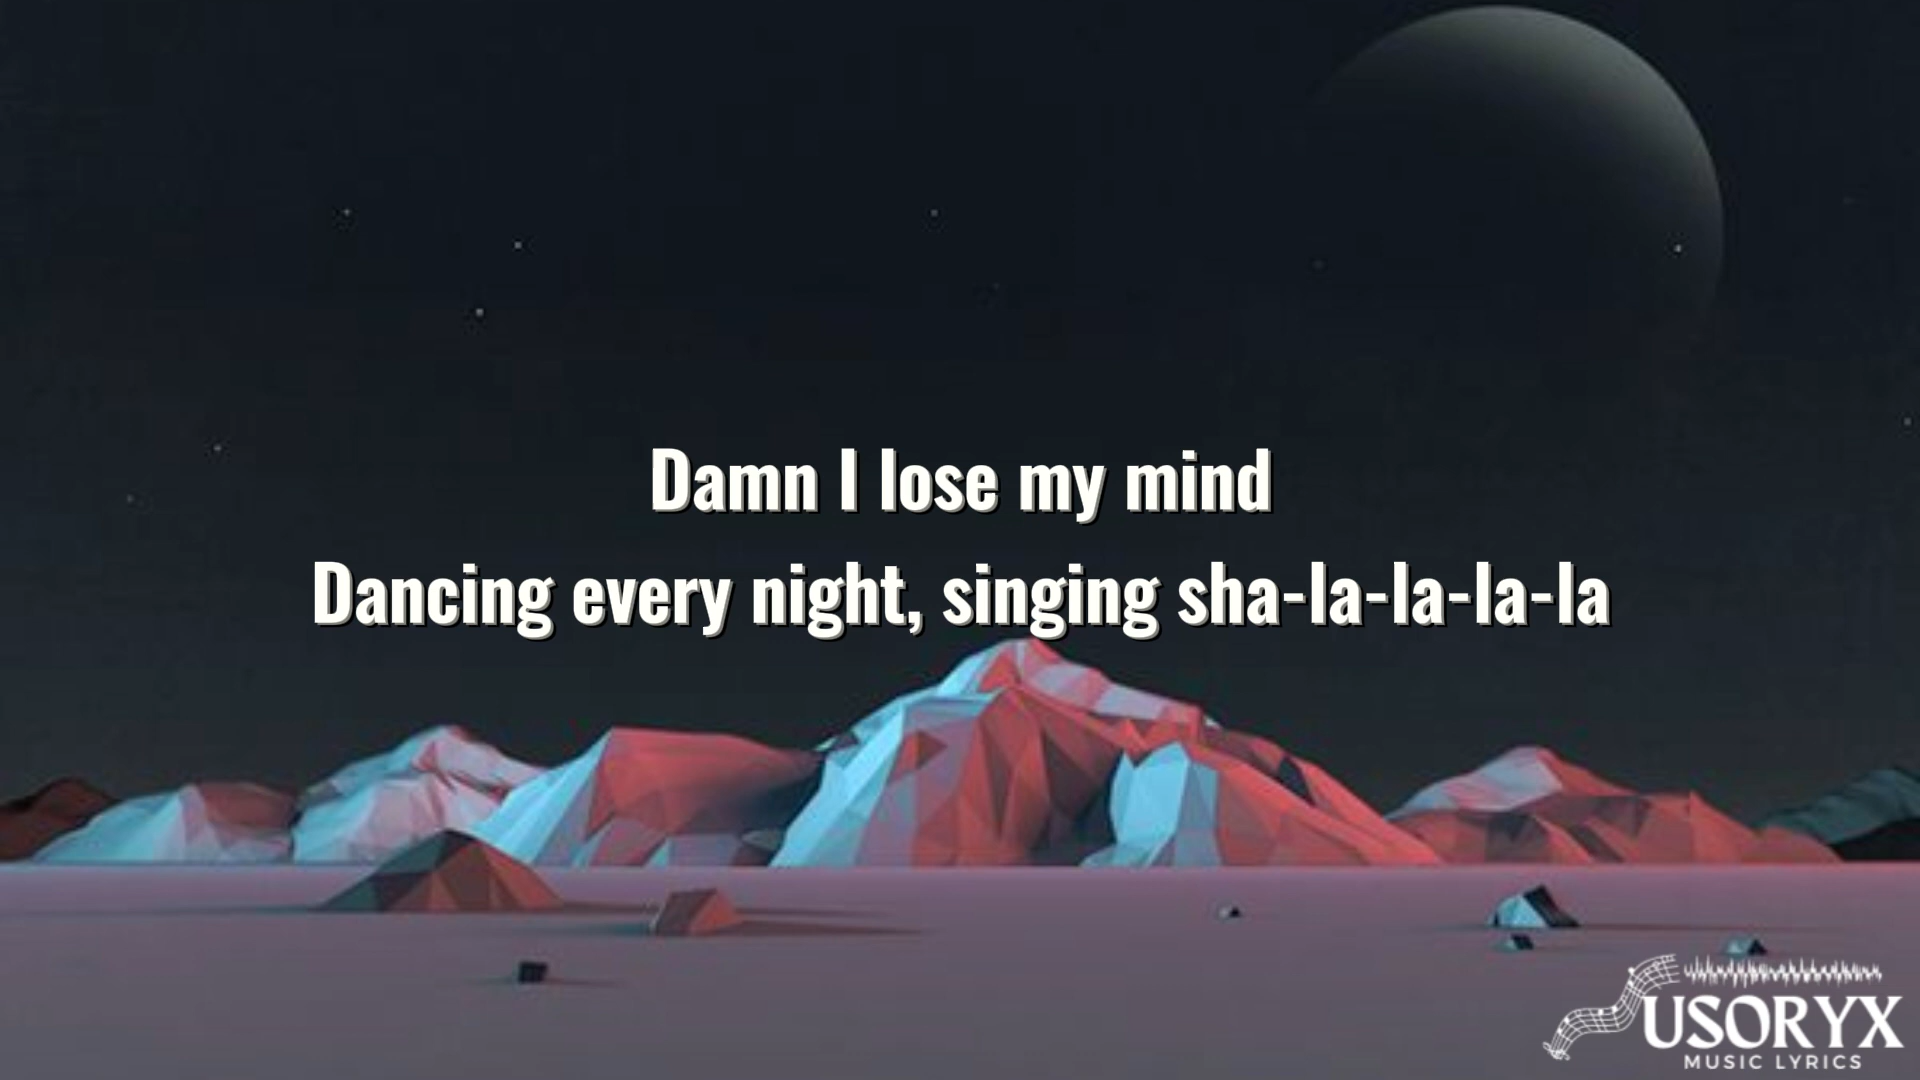 Damn I lose my mind
Dancing every night, singing sha-la-la-la-la
USORYX
MUSIC LYRICS